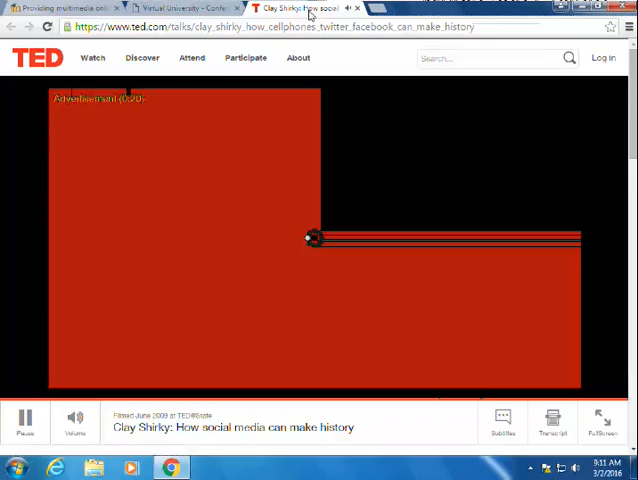 Providing multimedia onli
Virtual University - Confe
T Clay Shirky: How social
https://www.ted.com/talks/clay_shirky_how_cellphones_twitter_facebook_can_make_history
TED Watch Discover Attend Participate About Search... Log in
Advertisement (0:20)
Pause
Volume
Filmed June 2009 at TED@State
Clay Shirky: How social media can make history
Subtitles
Transcript
FullScreen
9:11 AM
3/2/2016